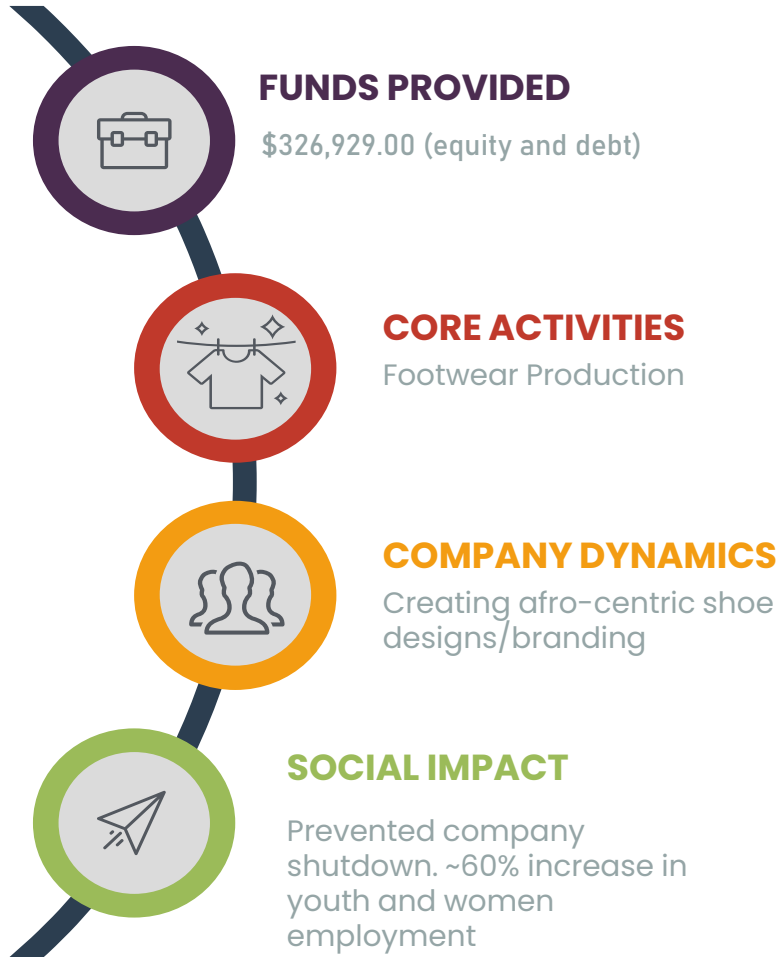 FUNDS PROVIDED
$326,929.00 (equity and debt)
CORE ACTIVITIES
Footwear Production
COMPANY DYNAMICS
Creating afro-centric shoe
designs/branding
SOCIAL IMPACT
Prevented company
shutdown. ~60% increase in
youth and women
employment